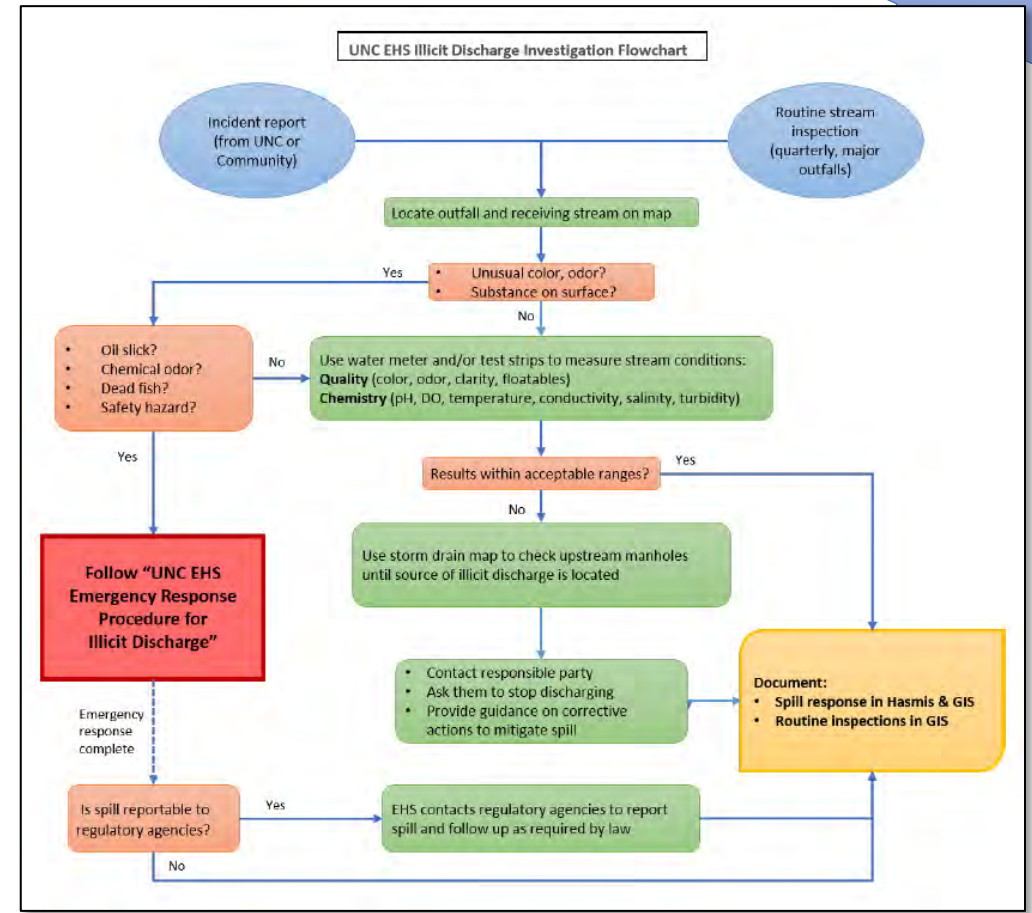 UNC EHS Illicit Discharge Investigation Flowchart
Incident report
(from UNC or
Community)
Routine stream
inspection
(quarterly, major
outfalls)
Locate outfall and receiving stream on map
Yes
• Unusual color, odor?
• Substance on surface?
No
• Oil slick?
• Chemical odor?
• Dead fish?
• Safety hazard?
No
Use water meter and/or test strips to measure stream conditions:
Quality (color, odor, clarity, floatables)
Chemistry (pH, DO, temperature, conductivity, salinity, turbidity)
Yes
Results within acceptable ranges?
Yes
No
Use storm drain map to check upstream manholes
until source of illicit discharge is located
Follow “UNC EHS
Emergency Response
Procedure for
Illicit Discharge”
• Contact responsible party
• Ask them to stop discharging
• Provide guidance on corrective
actions to mitigate spill
Document:
• Spill response in Hasmis & GIS
• Routine inspections in GIS
Emergency
response
complete
Is spill reportable to
regulatory agencies?
Yes
EHS contacts regulatory agencies to report
spill and follow up as required by law
No